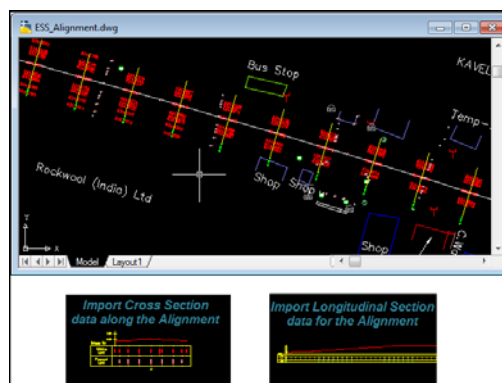 ESS_Alignment.dwg
Bus Stop
KAVEL
Temp
Rockwool (India) Ltd
Shop
Shop
Shop
C.Wa
Y
X
Model
Layout1
Import Cross Section
data along the Alignment
Import Longitudinal Section
data for the Alignment